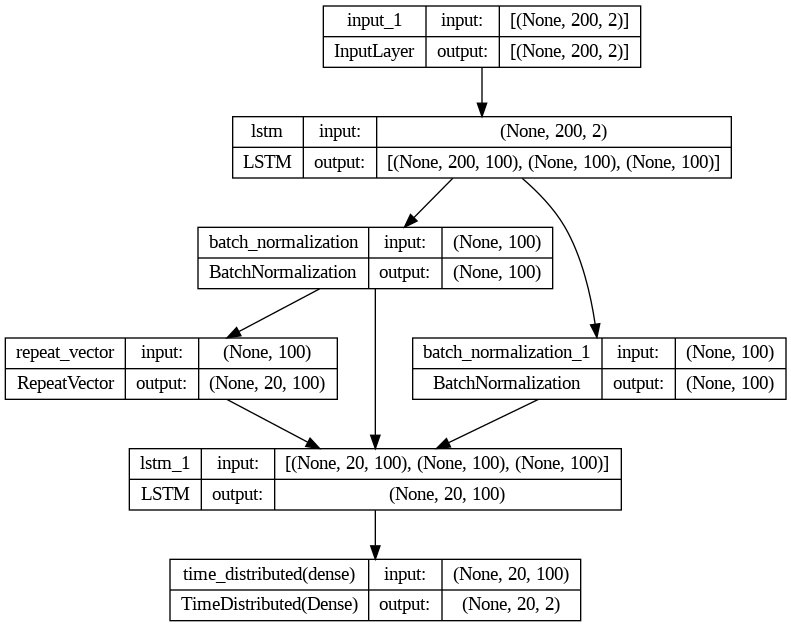 input_1 input: [(None, 200, 2)]
InputLayer output: [(None, 200, 2)]
lstm input: (None, 200, 2)
LSTM output: [(None, 200, 100), (None, 100), (None, 100)]
batch_normalization input: (None, 100)
BatchNormalization output: (None, 100)
repeat_vector input: (None, 100)
RepeatVector output: (None, 20, 100)
batch_normalization_1 input: (None, 100)
BatchNormalization output: (None, 100)
lstm_1 input: [(None, 20, 100), (None, 100), (None, 100)]
LSTM output: (None, 20, 100)
time_distributed(dense) input: (None, 20, 100)
TimeDistributed(Dense) output: (None, 20, 2)